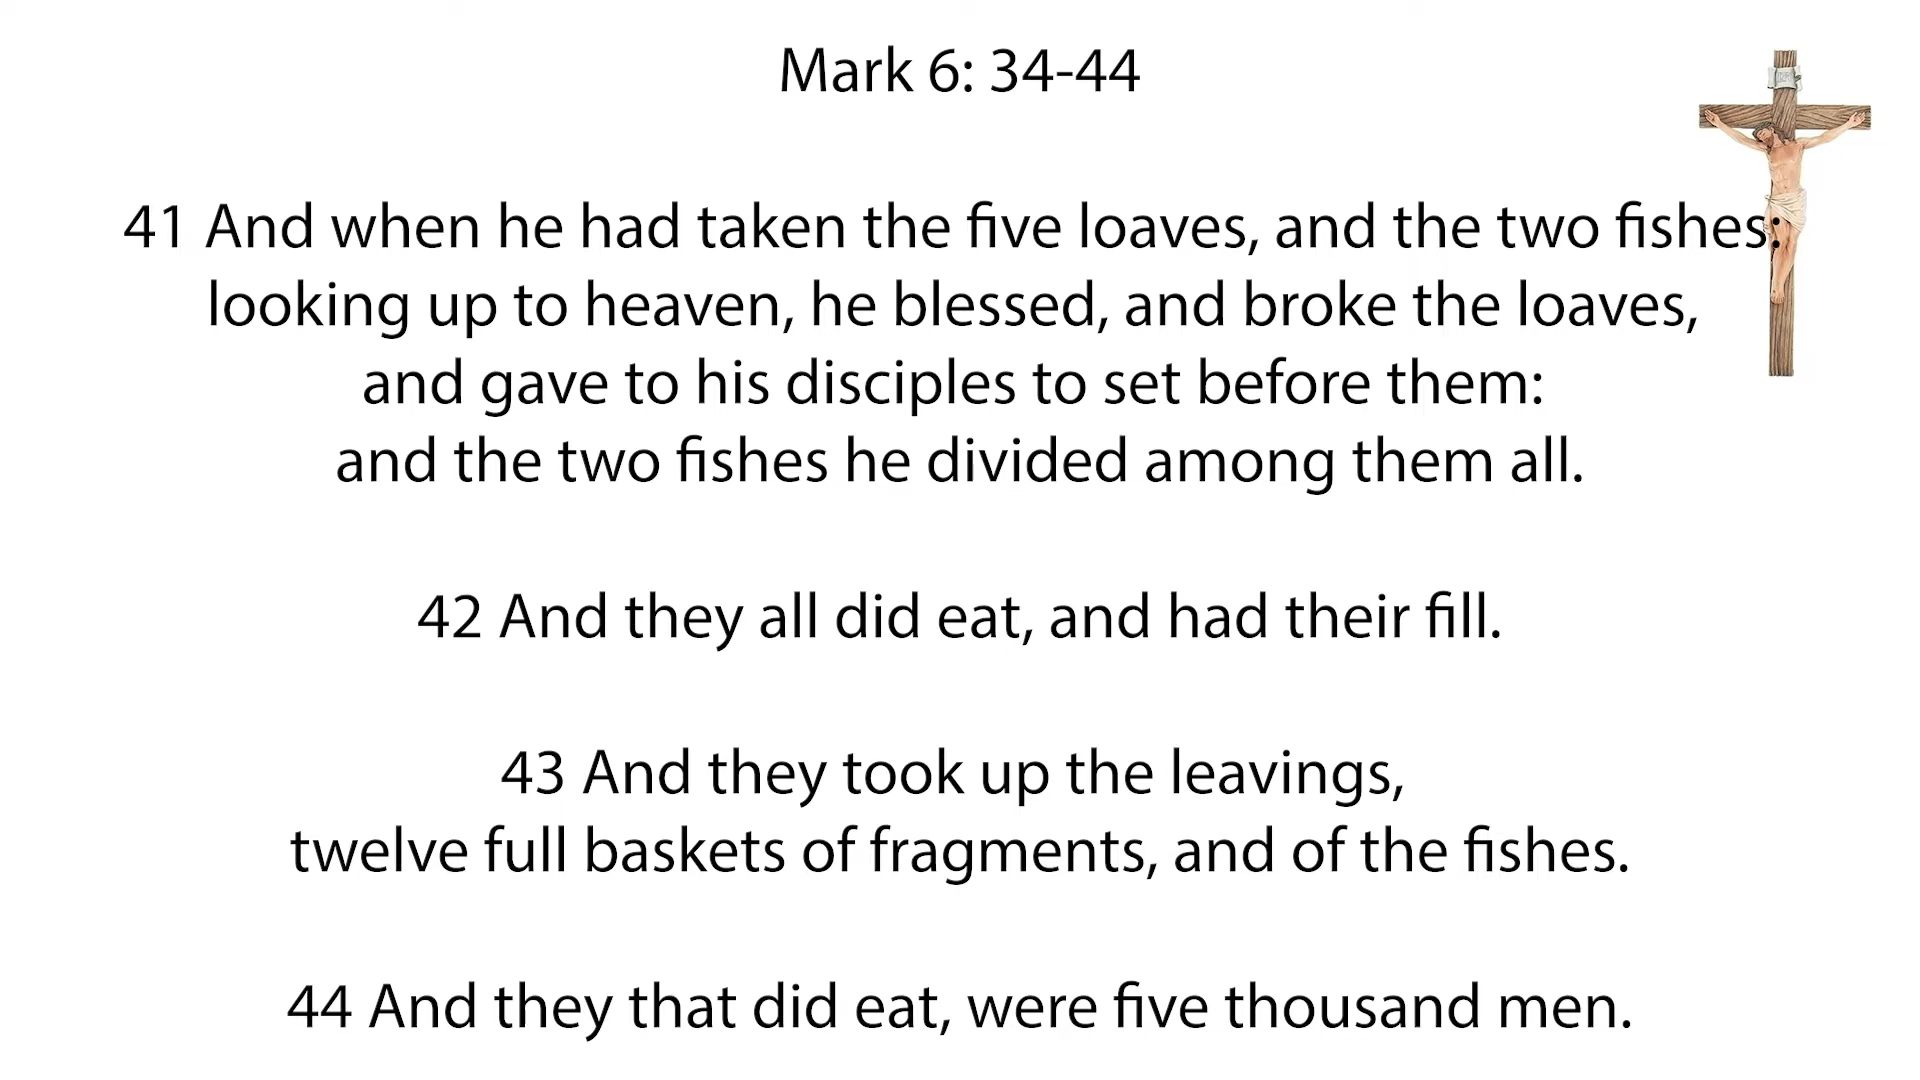 Mark 6: 34-44
41 And when he had taken the five loaves, and the two fishes:
looking up to heaven, he blessed, and broke the loaves,
and gave to his disciples to set before them:
and the two fishes he divided among them all.
42 And they all did eat, and had their fill.
43 And they took up the leavings,
twelve full baskets of fragments, and of the fishes.
44 And they that did eat, were five thousand men.